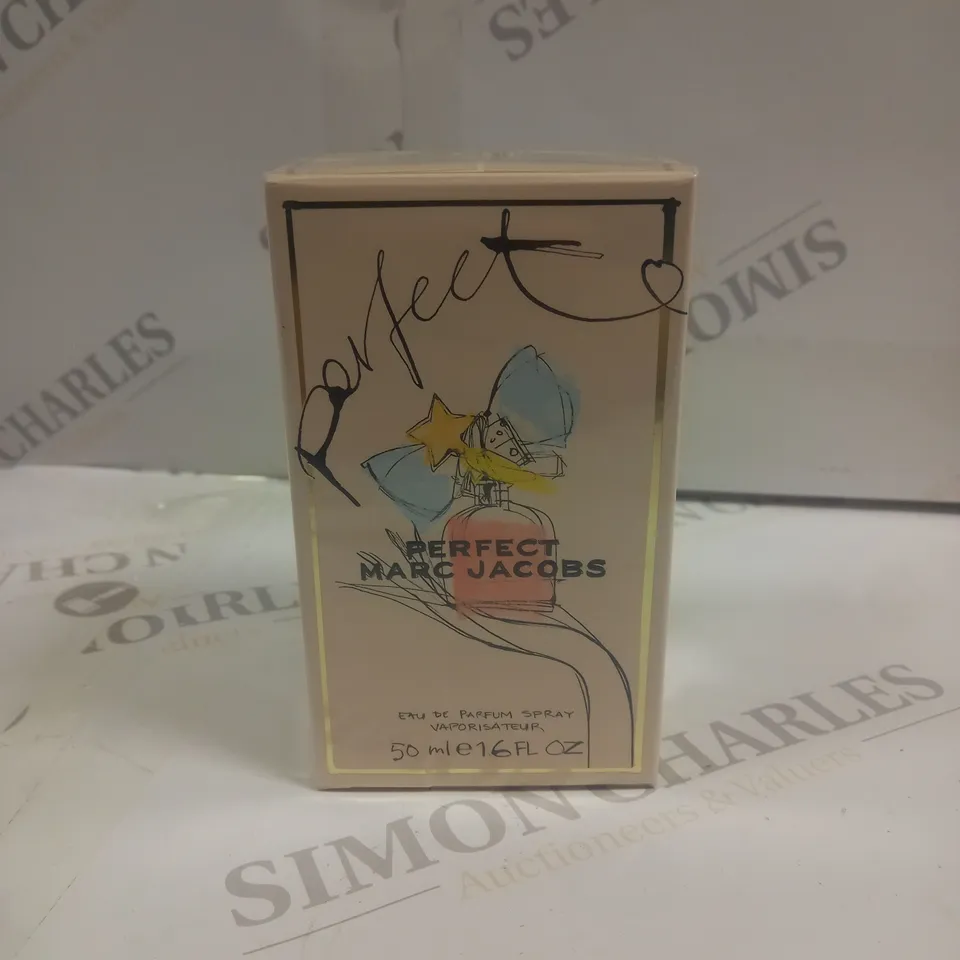 perfect
PERFECT
MARC JACOBS
EAU DE PARFUM SPRAY
VAPORISATEUR
50 ml e 1.6 FL OZ
SIMON CHARLES
Auctioneers & Valuers